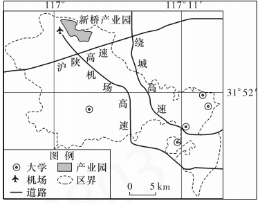 117° 117°11′
新桥产业园
沪陕高速
机场高速
绕城高速
31°52′
图例
大学 产业园
机场 区界
道路
0 5 km